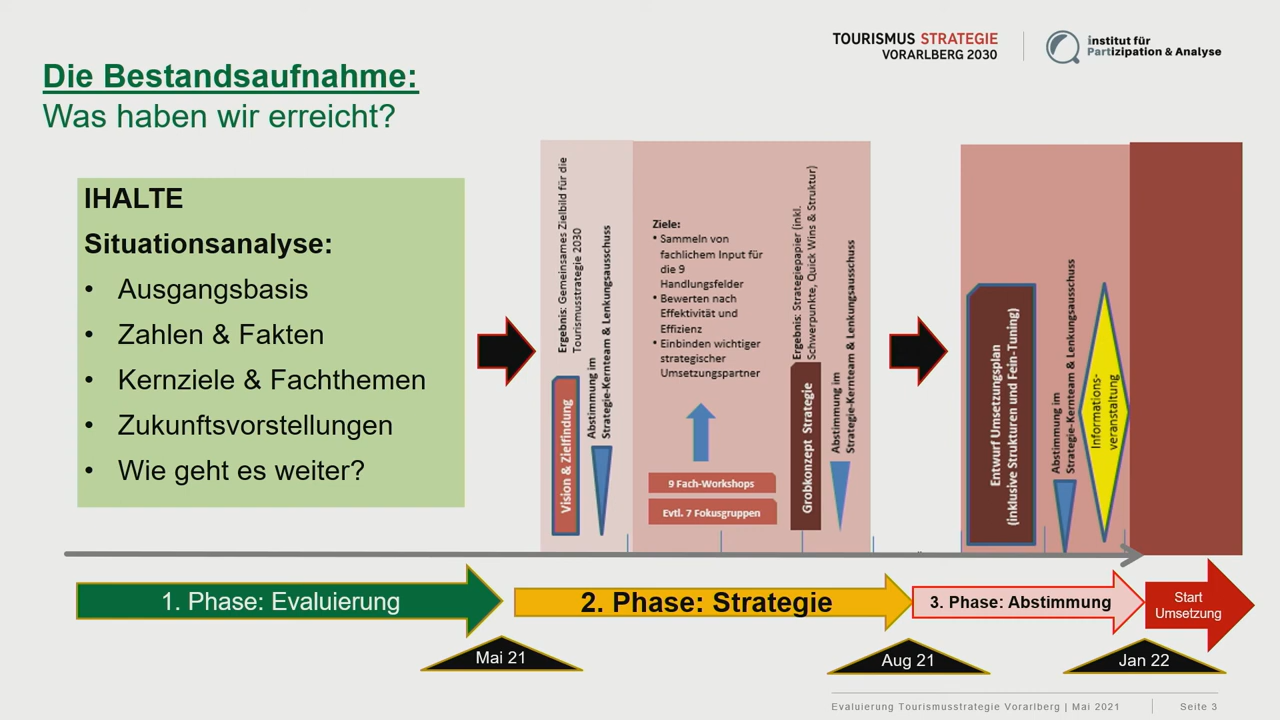 TOURISMUS STRATEGIE
VORARLBERG 2030
institut für
Partizipation & Analyse
Die Bestandsaufnahme:
Was haben wir erreicht?
IHALTE
Situationsanalyse:
• Ausgangsbasis
• Zahlen & Fakten
• Kernziele & Fachthemen
• Zukunftsvorstellungen
• Wie geht es weiter?
Vision & Zielfindung
Ergebnis: Gemeinsames Zielbild für die
Tourismusstrategie 2030
Abstimmung im
Strategie-Kernteam & Lenkungsausschuss
Ziele:
• Sammeln von
fachlichem Input für
die 9
Handlungsfelder
• Bewerten nach
Effektivität und
Effizienz
• Einbinden wichtiger
strategischer
Umsetzungspartner
9 Fach-Workshops
Evtl. 7 Fokusgruppen
Grobkonzept Strategie
Ergebnis: Strategiepapier (inkl.
Schwerpunkte, Quick Wins & Struktur)
Abstimmung im
Strategie-Kernteam & Lenkungsausschuss
Entwurf Umsetzungsplan
(inklusive Strukturen und Fein-Tuning)
Abstimmung im
Strategie-Kernteam & Lenkungsausschuss
Informations-
veranstaltung
1. Phase: Evaluierung
2. Phase: Strategie
3. Phase: Abstimmung
Start
Umsetzung
Mai 21
Aug 21
Jan 22
Evaluierung Tourismusstrategie Vorarlberg | Mai 2021
Seite 3